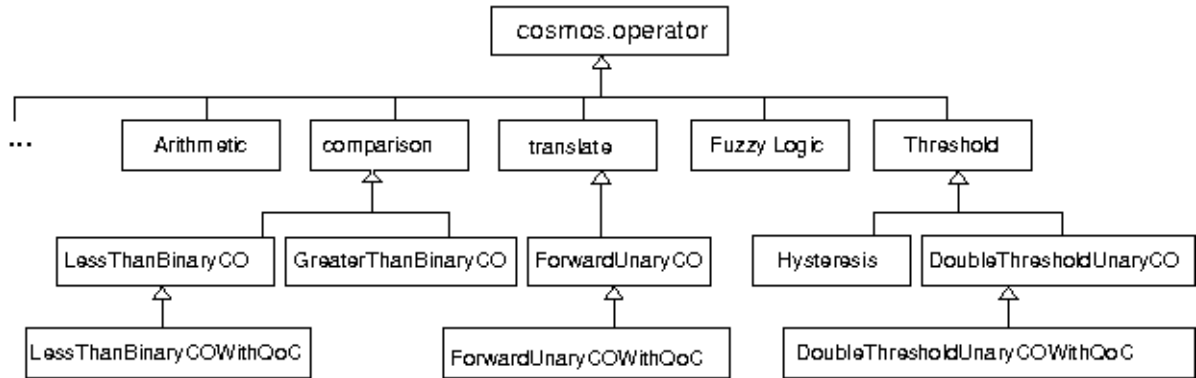 cosmos.operator
...
Arithmetic
comparison
translate
Fuzzy Logic
Threshold
LessThanBinaryCO
GreaterThanBinaryCO
ForwardUnaryCO
Hysteresis
DoubleThresholdUnaryCO
LessThanBinaryCOWithQoC
ForwardUnaryCOWithQoC
DoubleThresholdUnaryCOWithQoC